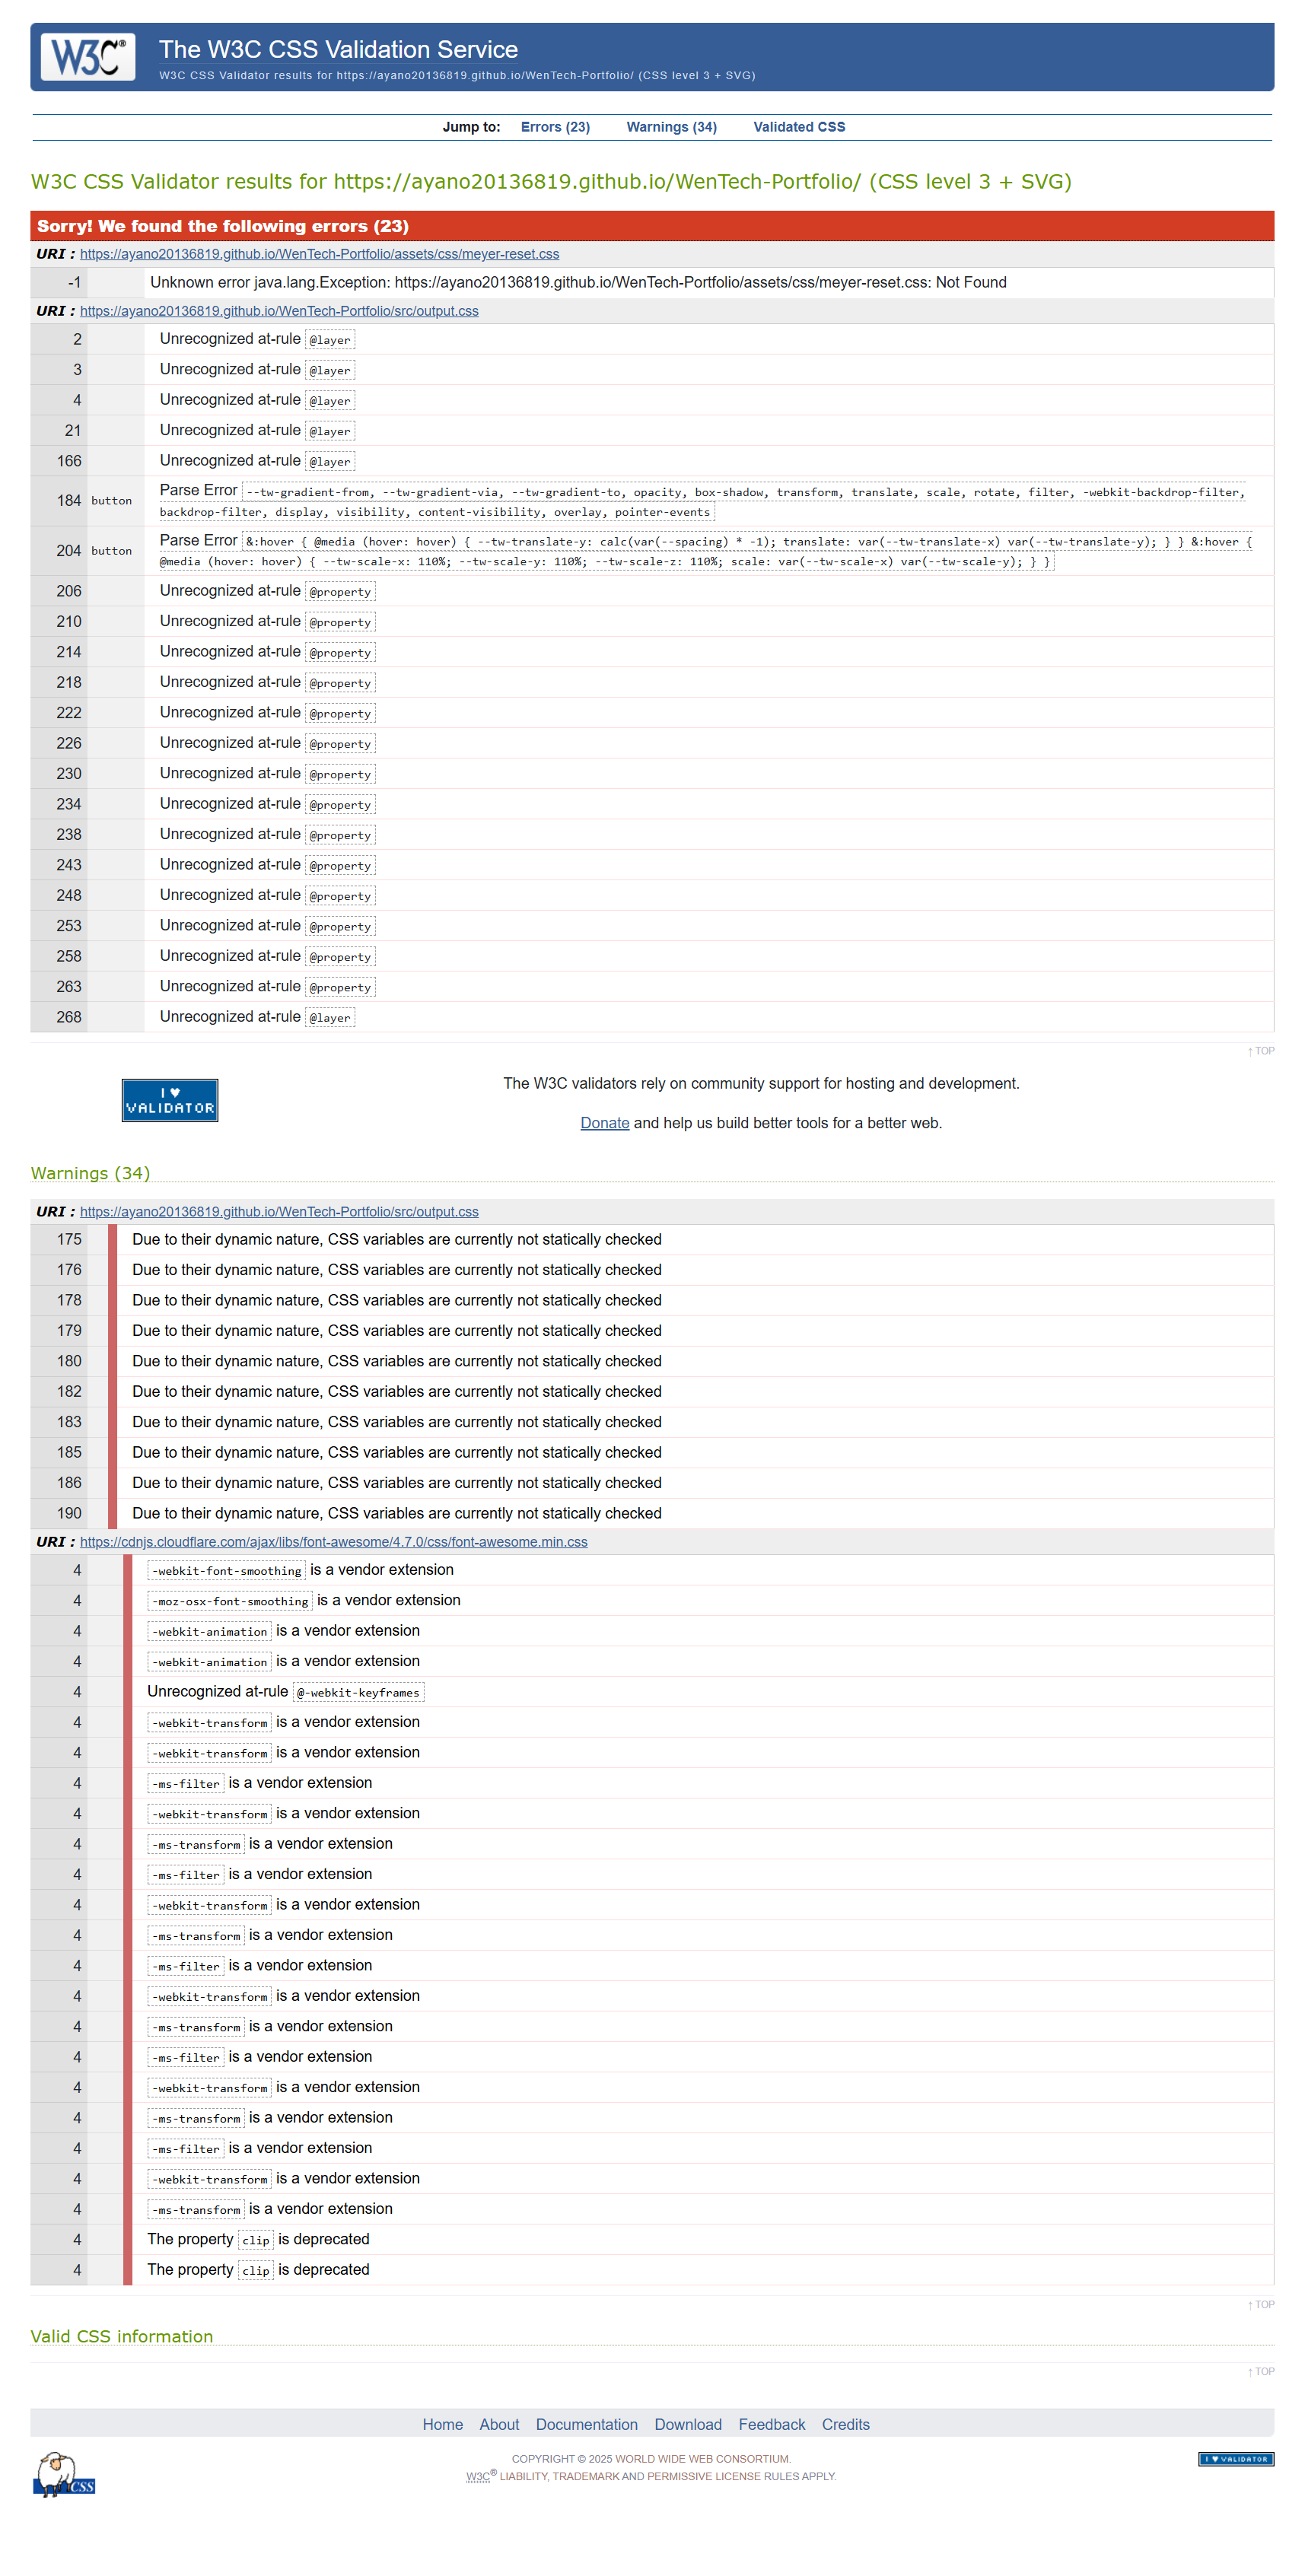 W3C®
The W3C CSS Validation Service
W3C CSS Validator results for https://ayano20136819.github.io/WenTech-Portfolio/ (CSS level 3 + SVG)
Jump to: Errors (23) Warnings (34) Validated CSS
W3C CSS Validator results for https://ayano20136819.github.io/WenTech-Portfolio/ (CSS level 3 + SVG)
Sorry! We found the following errors (23)
URI : https://ayano20136819.github.io/WenTech-Portfolio/assets/css/meyer-reset.css
-1 Unknown error java.lang.Exception: https://ayano20136819.github.io/WenTech-Portfolio/assets/css/meyer-reset.css: Not Found
URI : https://ayano20136819.github.io/WenTech-Portfolio/src/output.css
2 Unrecognized at-rule @layer
3 Unrecognized at-rule @layer
4 Unrecognized at-rule @layer
21 Unrecognized at-rule @layer
166 Unrecognized at-rule @layer
184 button Parse Error --tw-gradient-from, --tw-gradient-via, --tw-gradient-to, opacity, box-shadow, transform, translate, scale, rotate, filter, -webkit-backdrop-filter,
backdrop-filter, display, visibility, content-visibility, overlay, pointer-events
204 button Parse Error &:hover { @media (hover: hover) { --tw-translate-y: calc(var(--spacing) * -1); translate: var(--tw-translate-x) var(--tw-translate-y); } } &:hover {
@media (hover: hover) { --tw-scale-x: 110%; --tw-scale-y: 110%; --tw-scale-z: 110%; scale: var(--tw-scale-x) var(--tw-scale-y); } }
206 Unrecognized at-rule @property
210 Unrecognized at-rule @property
214 Unrecognized at-rule @property
218 Unrecognized at-rule @property
222 Unrecognized at-rule @property
226 Unrecognized at-rule @property
230 Unrecognized at-rule @property
234 Unrecognized at-rule @property
238 Unrecognized at-rule @property
243 Unrecognized at-rule @property
248 Unrecognized at-rule @property
253 Unrecognized at-rule @property
258 Unrecognized at-rule @property
263 Unrecognized at-rule @property
268 Unrecognized at-rule @layer
↑ TOP
I ♥
VALIDATOR
The W3C validators rely on community support for hosting and development.
Donate and help us build better tools for a better web.
Warnings (34)
URI : https://ayano20136819.github.io/WenTech-Portfolio/src/output.css
175 Due to their dynamic nature, CSS variables are currently not statically checked
176 Due to their dynamic nature, CSS variables are currently not statically checked
178 Due to their dynamic nature, CSS variables are currently not statically checked
179 Due to their dynamic nature, CSS variables are currently not statically checked
180 Due to their dynamic nature, CSS variables are currently not statically checked
182 Due to their dynamic nature, CSS variables are currently not statically checked
183 Due to their dynamic nature, CSS variables are currently not statically checked
185 Due to their dynamic nature, CSS variables are currently not statically checked
186 Due to their dynamic nature, CSS variables are currently not statically checked
190 Due to their dynamic nature, CSS variables are currently not statically checked
URI : https://cdnjs.cloudflare.com/ajax/libs/font-awesome/4.7.0/css/font-awesome.min.css
4 -webkit-font-smoothing is a vendor extension
4 -moz-osx-font-smoothing is a vendor extension
4 -webkit-animation is a vendor extension
4 -webkit-animation is a vendor extension
4 Unrecognized at-rule @-webkit-keyframes
4 -webkit-transform is a vendor extension
4 -webkit-transform is a vendor extension
4 -ms-filter is a vendor extension
4 -webkit-transform is a vendor extension
4 -ms-transform is a vendor extension
4 -ms-filter is a vendor extension
4 -webkit-transform is a vendor extension
4 -ms-transform is a vendor extension
4 -ms-filter is a vendor extension
4 -webkit-transform is a vendor extension
4 -ms-transform is a vendor extension
4 -ms-filter is a vendor extension
4 -webkit-transform is a vendor extension
4 -ms-transform is a vendor extension
4 -ms-filter is a vendor extension
4 -webkit-transform is a vendor extension
4 -ms-transform is a vendor extension
4 The property clip is deprecated
4 The property clip is deprecated
↑ TOP
Valid CSS information
↑ TOP
Home About Documentation Download Feedback Credits
CSS
COPYRIGHT © 2025 WORLD WIDE WEB CONSORTIUM.
W3C® LIABILITY, TRADEMARK AND PERMISSIVE LICENSE RULES APPLY.
I ♥ VALIDATOR